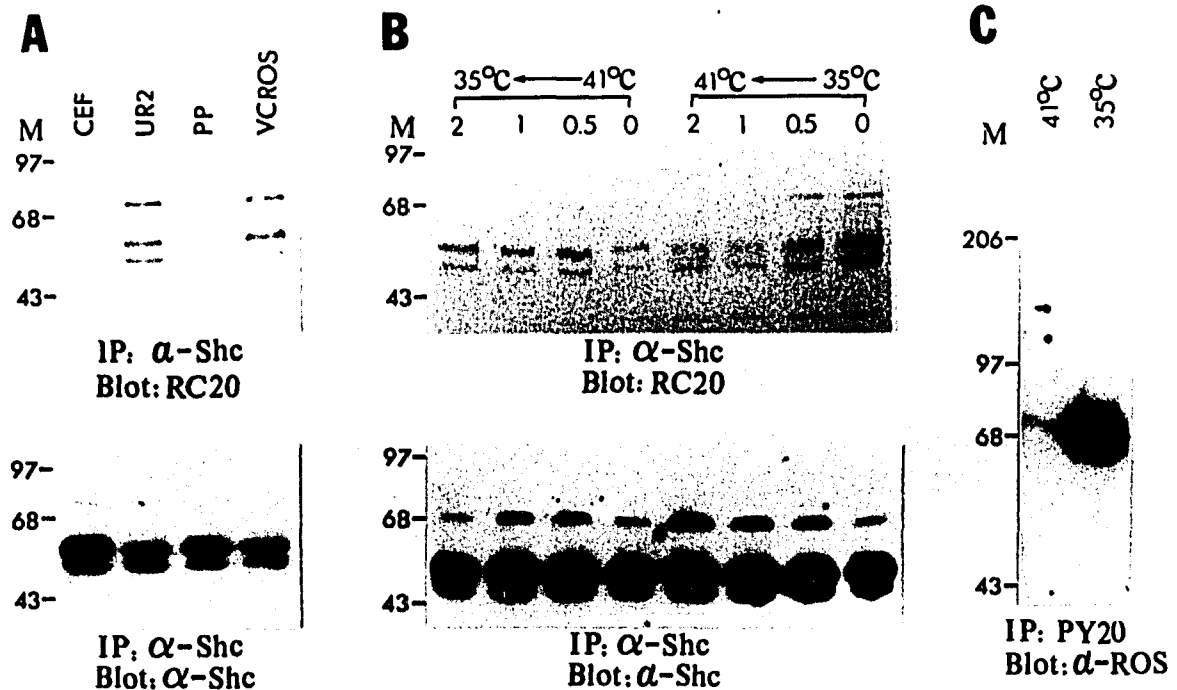 A
CEF UR2 PP VCROS
M
97-
68-
43-
IP: α-Shc
Blot: RC20
97-
68-
43-
IP: α-Shc
Blot: α-Shc
B
35°C ← 41°C 41°C ← 35°C
M 2 1 0.5 0 2 1 0.5 0
97-
68-
43-
IP: α-Shc
Blot: RC20
97-
68-
43-
IP: α-Shc
Blot: α-Shc
C
41°C 35°C
M
206-
97-
68-
43-
IP: PY20
Blot: α-ROS